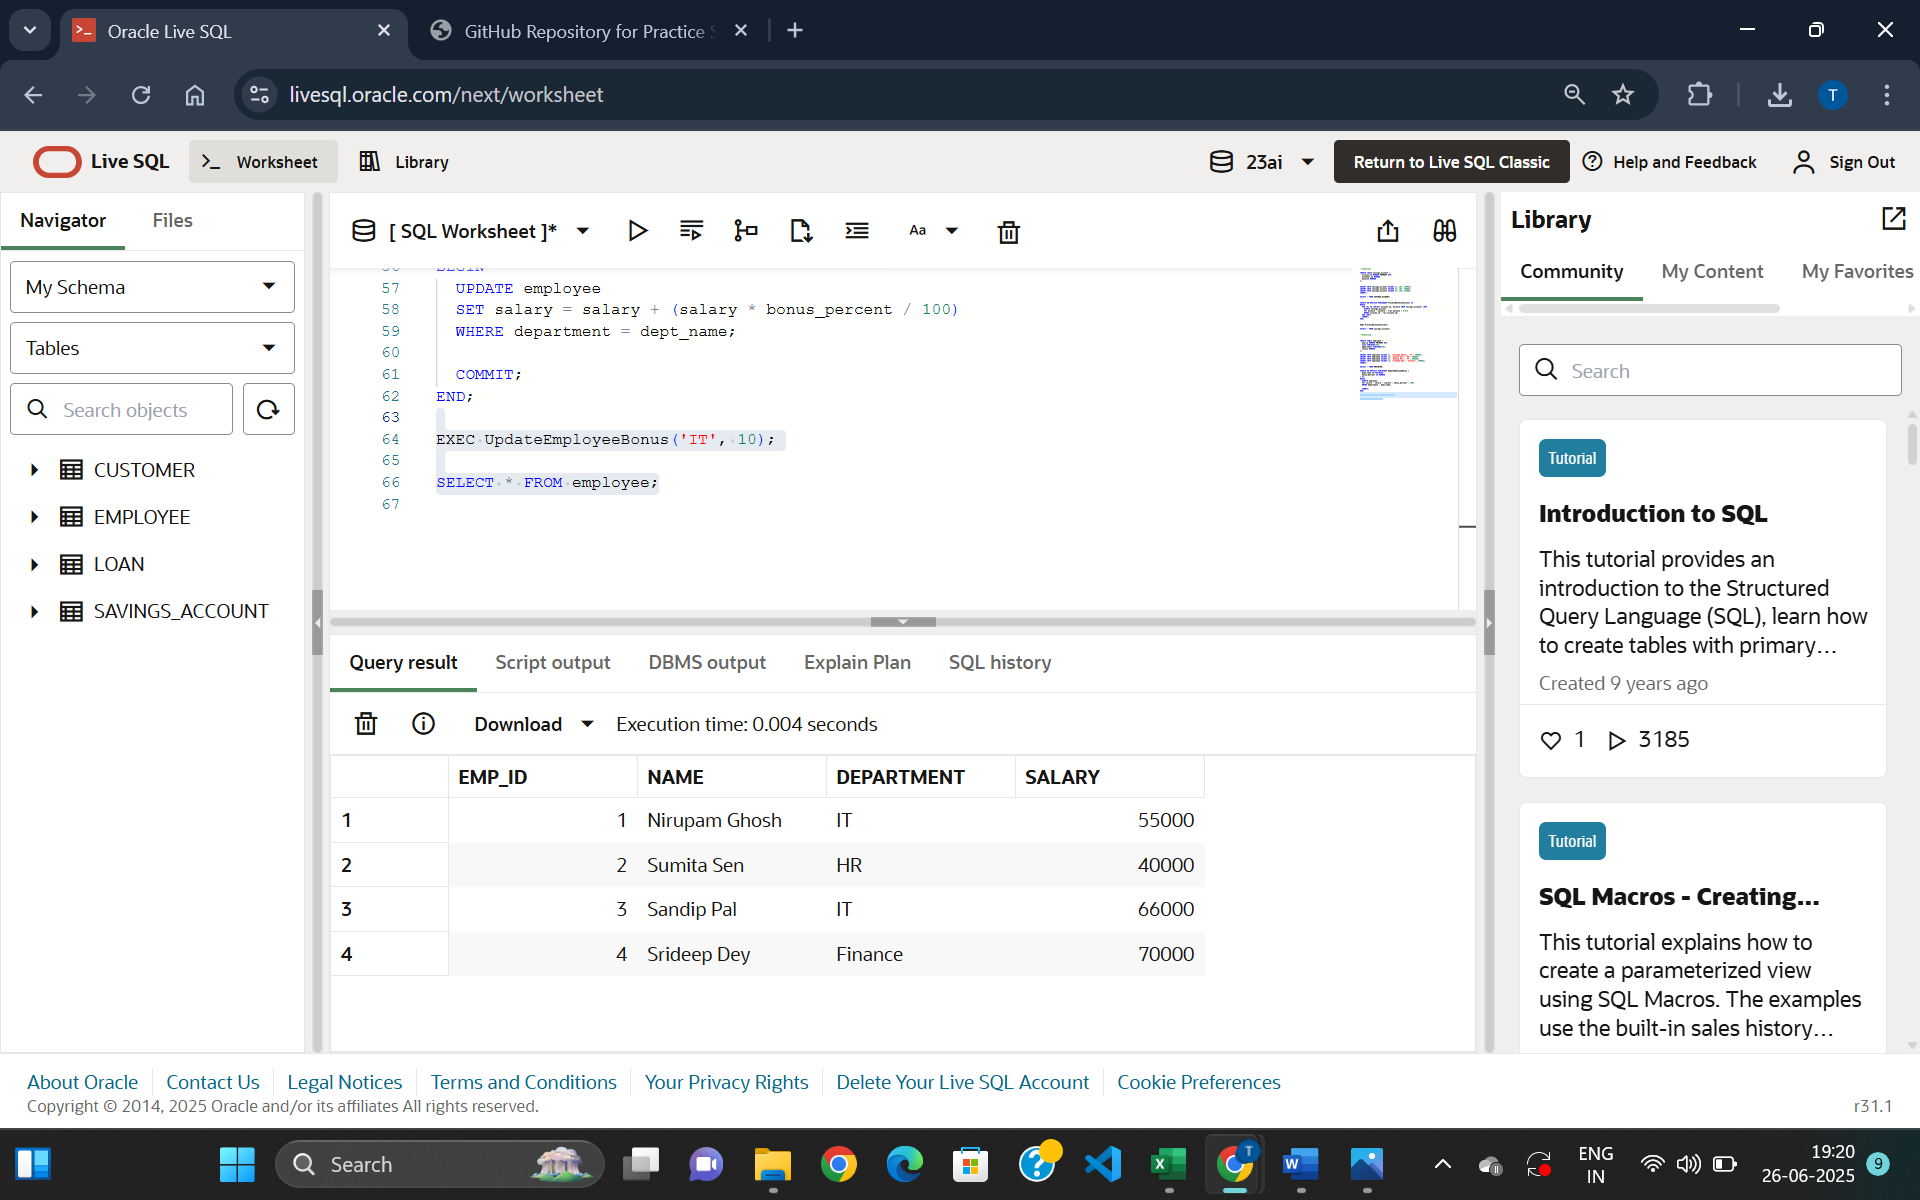 Oracle Live SQL
GitHub Repository for Practice S
livesql.oracle.com/next/worksheet
T
Live SQL
Worksheet
Library
23ai
Return to Live SQL Classic
Help and Feedback
Sign Out
Navigator
Files
My Schema
Tables
Search objects
CUSTOMER
EMPLOYEE
LOAN
SAVINGS_ACCOUNT
[ SQL Worksheet ]*
Aa
56 BEGIN
57 UPDATE employee
58 SET salary = salary + (salary * bonus_percent / 100)
59 WHERE department = dept_name;
60
61 COMMIT;
62 END;
63
64 EXEC UpdateEmployeeBonus('IT', 10);
65
66 SELECT * FROM employee;
67
Query result
Script output
DBMS output
Explain Plan
SQL history
Download
Execution time: 0.004 seconds
EMP_ID NAME DEPARTMENT SALARY
1 1 Nirupam Ghosh IT 55000
2 2 Sumita Sen HR 40000
3 3 Sandip Pal IT 66000
4 4 Srideep Dey Finance 70000
Library
Community
My Content
My Favorites
Search
Tutorial
Introduction to SQL
This tutorial provides an
introduction to the Structured
Query Language (SQL), learn how
to create tables with primary...
Created 9 years ago
1 3185
Tutorial
SQL Macros - Creating...
This tutorial explains how to
create a parameterized view
using SQL Macros. The examples
use the built-in sales history...
About Oracle
Contact Us
Legal Notices
Terms and Conditions
Your Privacy Rights
Delete Your Live SQL Account
Cookie Preferences
Copyright © 2014, 2025 Oracle and/or its affiliates All rights reserved.
r31.1
Search
T
ENG
IN
19:20
26-06-2025
9